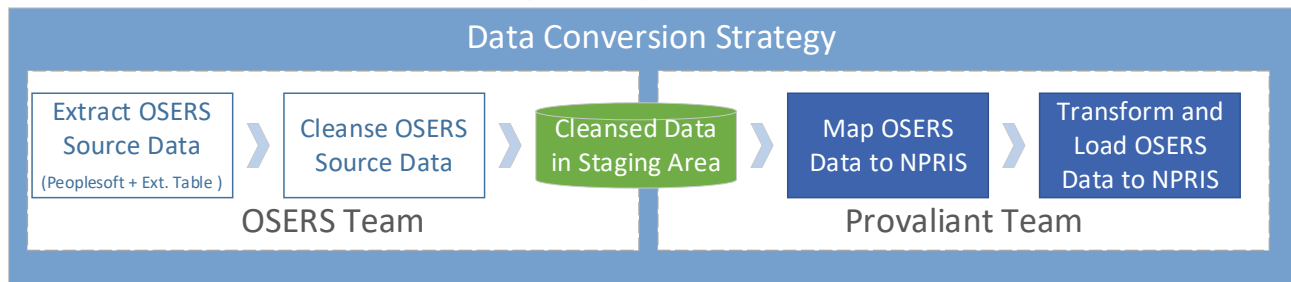 Data Conversion Strategy
Extract OSERS
Source Data
(Peoplesoft + Ext. Table )
Cleanse OSERS
Source Data
Cleansed Data
in Staging Area
Map OSERS
Data to NPRIS
Transform and
Load OSERS
Data to NPRIS
OSERS Team
Provaliant Team